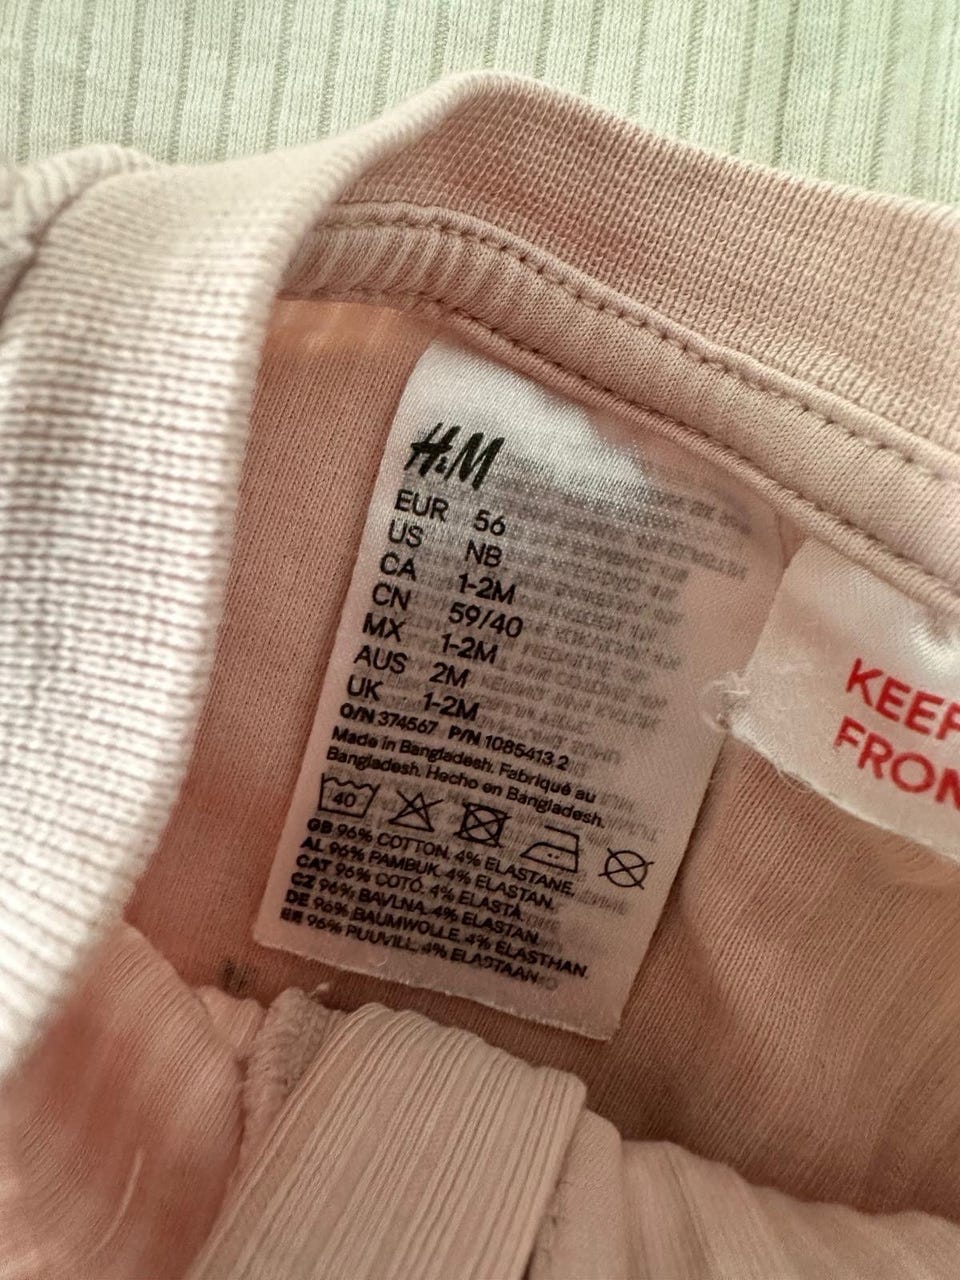 H&M
EUR 56
US NB
CA 1-2M
CN 59/40
MX 1-2M
AUS 2M
UK 1-2M
O/N 374567 P/N 1085413.2
Made in Bangladesh. Fabriqué au
Bangladesh. Hecho en Bangladesh.
40
GB 96% COTTON. 4% ELASTANE.
AL 96% PAMBUK. 4% ELASTAN.
CAT 96% COTÓ. 4% ELASTÀ.
CZ 96% BAVLNA. 4% ELASTAN.
DE 96% BAUMWOLLE. 4% ELASTHAN.
EE 96% PUUVILL. 4% ELASTAAN.
KEEP
FROM